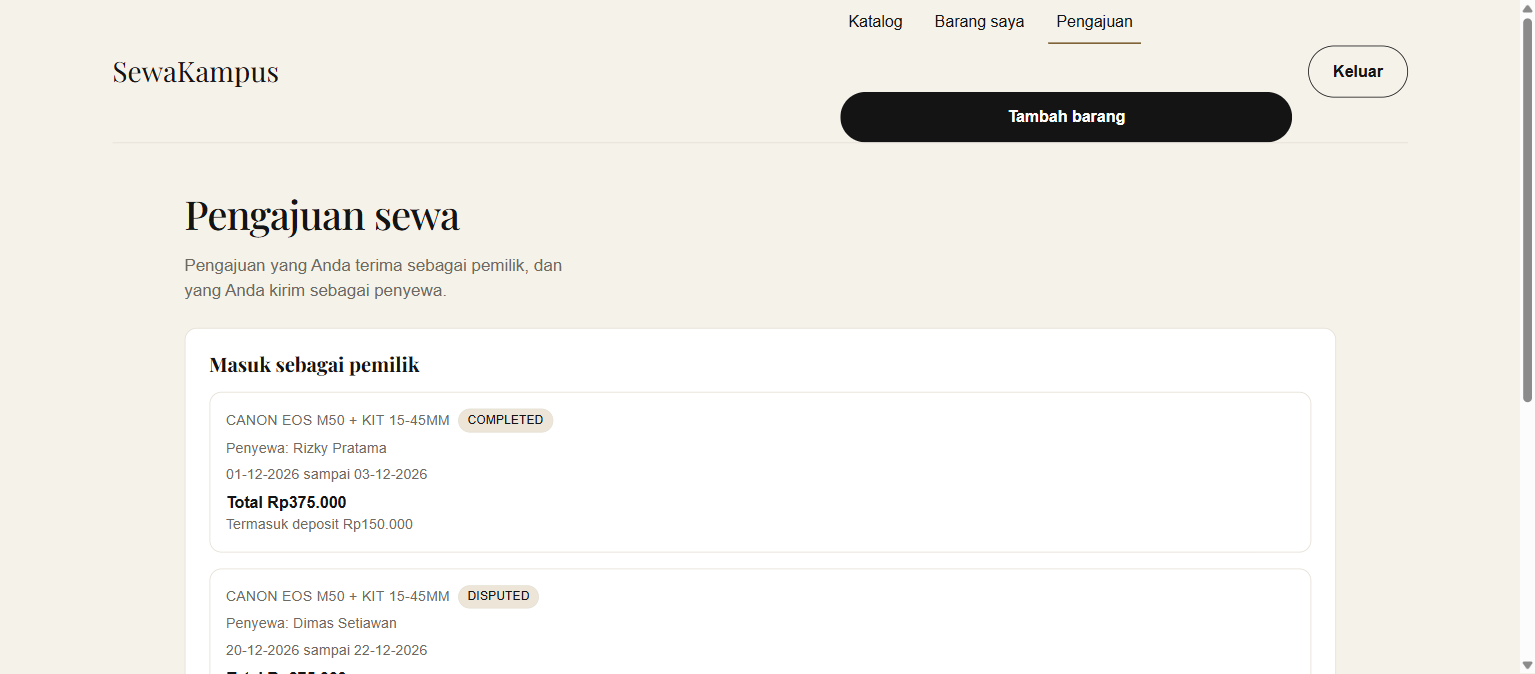 Katalog Barang saya Pengajuan
SewaKampus
Keluar
Tambah barang
Pengajuan sewa
Pengajuan yang Anda terima sebagai pemilik, dan
yang Anda kirim sebagai penyewa.
Masuk sebagai pemilik
CANON EOS M50 + KIT 15-45MM COMPLETED
Penyewa: Rizky Pratama
01-12-2026 sampai 03-12-2026
Total Rp375.000
Termasuk deposit Rp150.000
CANON EOS M50 + KIT 15-45MM DISPUTED
Penyewa: Dimas Setiawan
20-12-2026 sampai 22-12-2026